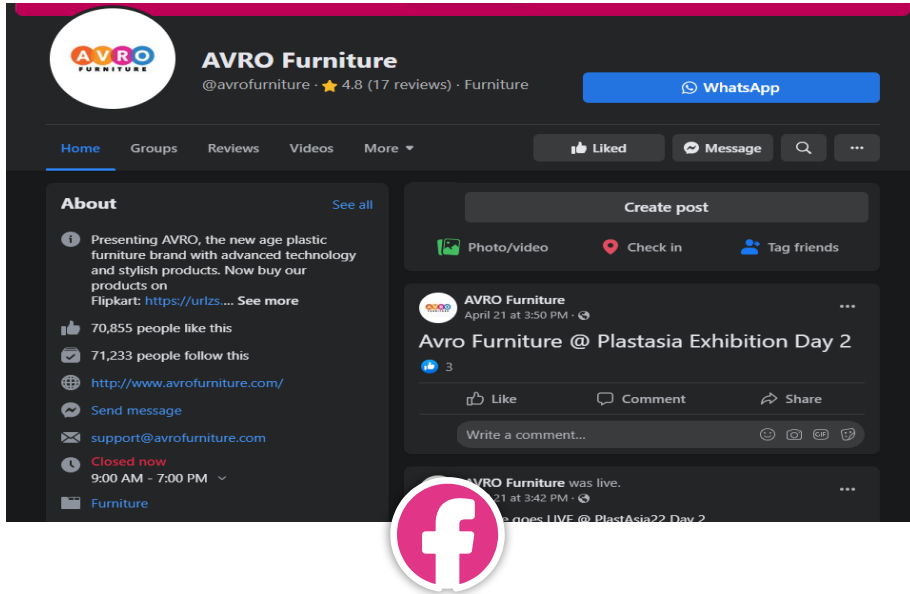 AVRO
FURNITURE
AVRO Furniture
@avrofurniture · 4.8 (17 reviews) · Furniture
WhatsApp
Home Groups Reviews Videos More
Liked Message ...
About See all
Presenting AVRO, the new age plastic
furniture brand with advanced technology
and stylish products. Now buy our
products on
Flipkart: https://urlzs.... See more
70,855 people like this
71,233 people follow this
http://www.avrofurniture.com/
Send message
support@avrofurniture.com
Closed now
9:00 AM - 7:00 PM
Furniture
Create post
Photo/video Check in Tag friends
AVRO
FURNITURE
AVRO Furniture ...
April 21 at 3:50 PM ·
Avro Furniture @ Plastasia Exhibition Day 2
3
Like Comment Share
Write a comment... GIF
AVRO Furniture was live. ...
21 at 3:42 PM ·
goes LIVE @ PlastAsia22 Day 2